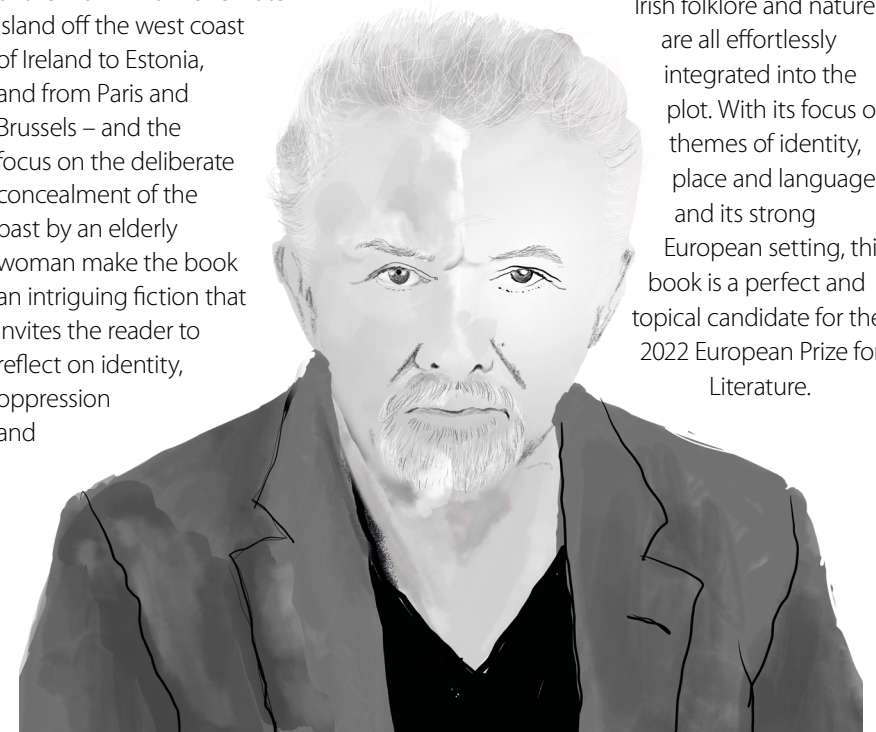 island off the west coast
of Ireland to Estonia,
and from Paris and
Brussels – and the
focus on the deliberate
concealment of the
past by an elderly
woman make the book
an intriguing fiction that
invites the reader to
reflect on identity,
oppression
and
Irish folklore and nature
are all effortlessly
integrated into the
plot. With its focus o
themes of identity,
place and language
and its strong
European setting, thi
book is a perfect and
topical candidate for the
2022 European Prize for
Literature.